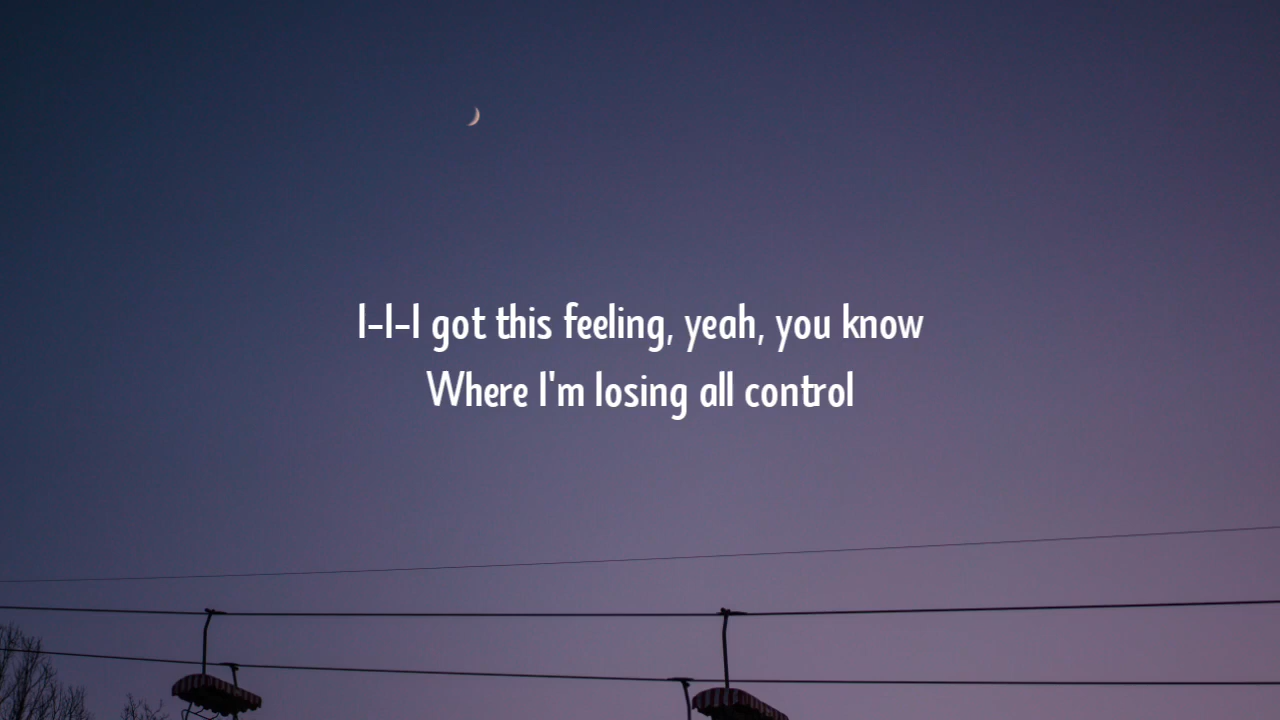 I-I-I got this feeling, yeah, you know
Where I'm losing all control